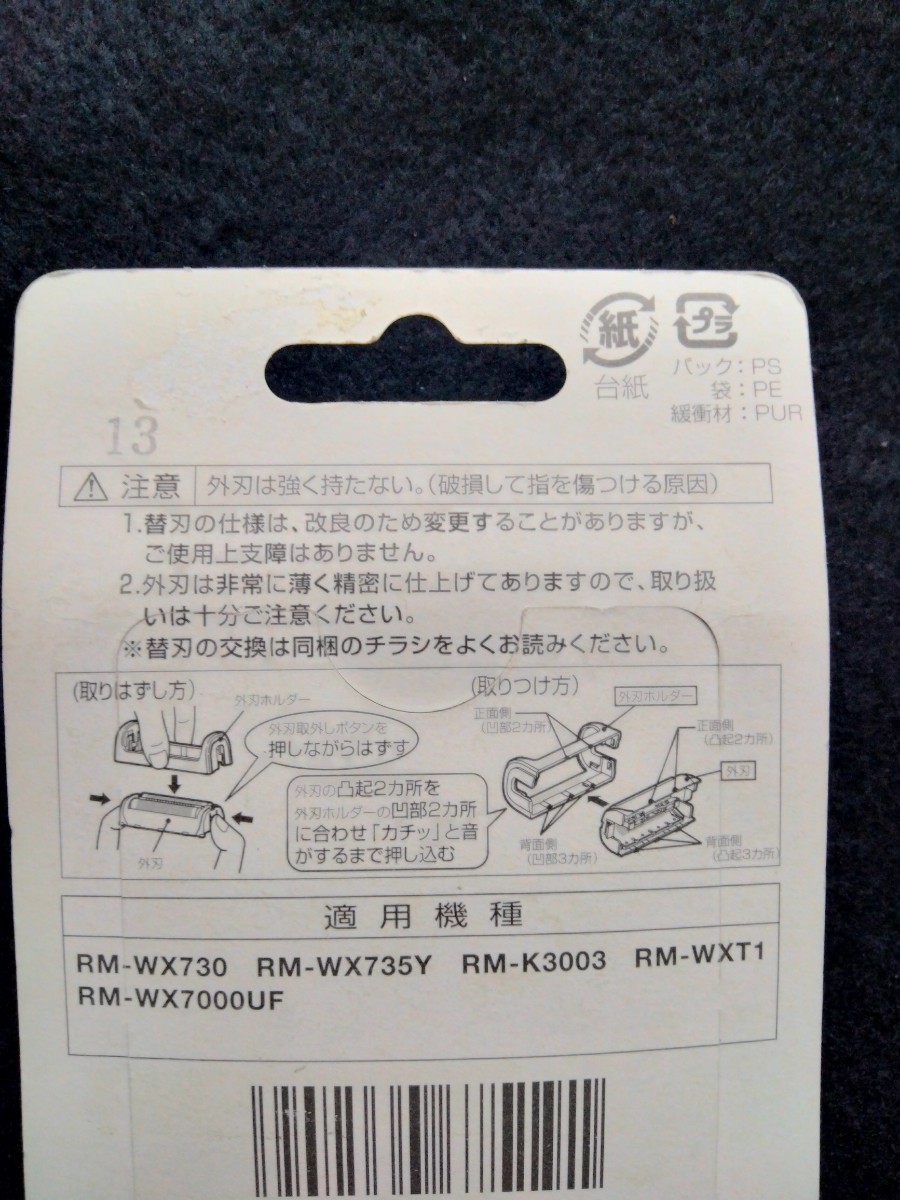 紙
プラ
台紙
パック：PS
袋：PE
緩衝材：PUR
13
注意 外刃は強く持たない。（破損して指を傷つける原因）
1.替刃の仕様は、改良のため変更することがありますが、
ご使用上支障はありません。
2.外刃は非常に薄く精密に仕上げてありますので、取り扱
いは十分ご注意ください。
※替刃の交換は同梱のチラシをよくお読みください。
（取りはずし方）
外刃ホルダー
外刃取外しボタンを
押しながらはずす
外刃
（取りつけ方）
外刃ホルダー
正面側
（凹部2カ所）
正面側
（凸起2カ所）
外刃
外刃の凸起2カ所を
外刃ホルダーの凹部2カ所
に合わせ「カチッ」と音
がするまで押し込む
背面側
（凹部3カ所）
背面側
（凸起3カ所）
適用機種
RM-WX730 RM-WX735Y RM-K3003 RM-WXT1
RM-WX7000UF